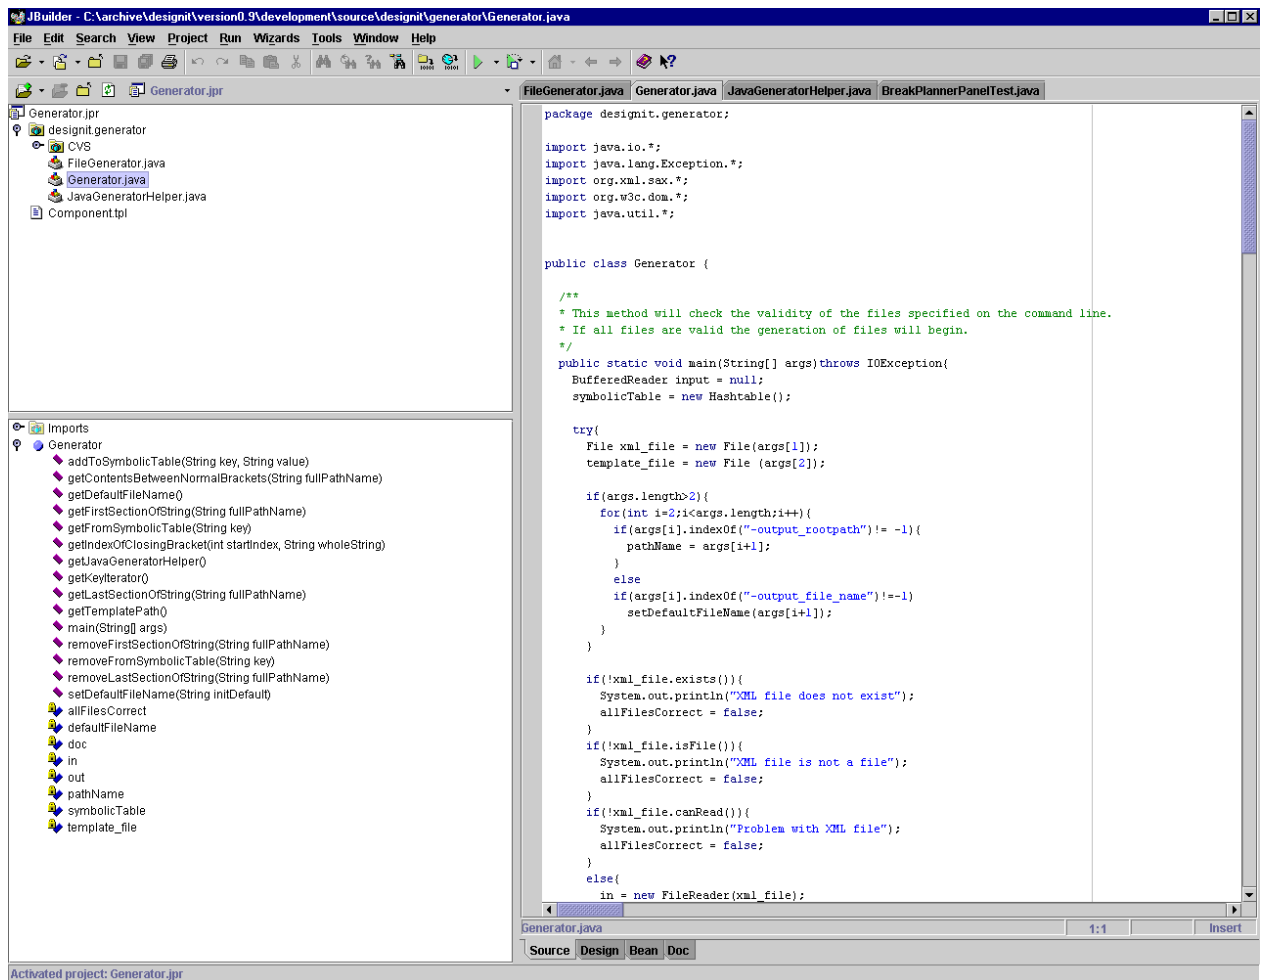 JBuilder - C:\archive\designit\version0.9\development\source\designit\generator\Generator.java
File Edit Search View Project Run Wizards Tools Window Help
Generator.jpr
Generator.jpr
designit.generator
CVS
FileGenerator.java
Generator.java
JavaGeneratorHelper.java
Component.tpl
Imports
Generator
addToSymbolicTable(String key, String value)
getContentsBetweenNormalBrackets(String fullPathName)
getDefaultFileName()
getFirstSectionOfString(String fullPathName)
getFromSymbolicTable(String key)
getIndexOfClosingBracket(int startIndex, String wholeString)
getJavaGeneratorHelper()
getKeyIterator()
getLastSectionOfString(String fullPathName)
getTemplatePath()
main(String[] args)
removeFirstSectionOfString(String fullPathName)
removeFromSymbolicTable(String key)
removeLastSectionOfString(String fullPathName)
setDefaultFileName(String initDefault)
allFilesCorrect
defaultFileName
doc
in
out
pathName
symbolicTable
template_file
FileGenerator.java Generator.java JavaGeneratorHelper.java BreakPlannerPanelTest.java
package designit.generator;
import java.io.*;
import java.lang.Exception.*;
import org.xml.sax.*;
import org.w3c.dom.*;
import java.util.*;
public class Generator {
/**
* This method will check the validity of the files specified on the command line.
* If all files are valid the generation of files will begin.
*/
public static void main(String[] args)throws IOException{
BufferedReader input = null;
symbolicTable = new Hashtable();
try{
File xml_file = new File(args[1]);
template_file = new File (args[2]);
if(args.length>2){
for(int i=2;i<args.length;i++){
if(args[i].indexOf("-output_rootpath")!= -1){
pathName = args[i+1];
}
else
if(args[i].indexOf("-output_file_name")!=-1)
setDefaultFileName(args[i+1]);
}
}
if(!xml_file.exists()){
System.out.println("XML file does not exist");
allFilesCorrect = false;
}
if(!xml_file.isFile()){
System.out.println("XML file is not a file");
allFilesCorrect = false;
}
if(!xml_file.canRead()){
System.out.println("Problem with XML file");
allFilesCorrect = false;
}
else{
in = new FileReader(xml_file);
Generator.java 1:1 Insert
Source Design Bean Doc
Activated project: Generator.jpr